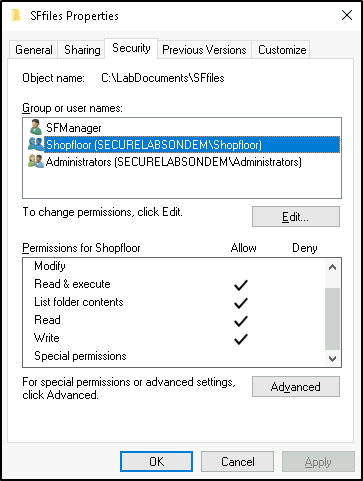 SFfiles Properties
General Sharing Security Previous Versions Customize
Object name: C:\LabDocuments\SFfiles
Group or user names:
SFManager
Shopfloor (SECURELABSONDEM\Shopfloor)
Administrators (SECURELABSONDEM\Administrators)
To change permissions, click Edit.
Edit...
Permissions for Shopfloor Allow Deny
Modify
Read & execute
List folder contents
Read
Write
Special permissions
For special permissions or advanced settings,
click Advanced.
Advanced
OK Cancel Apply